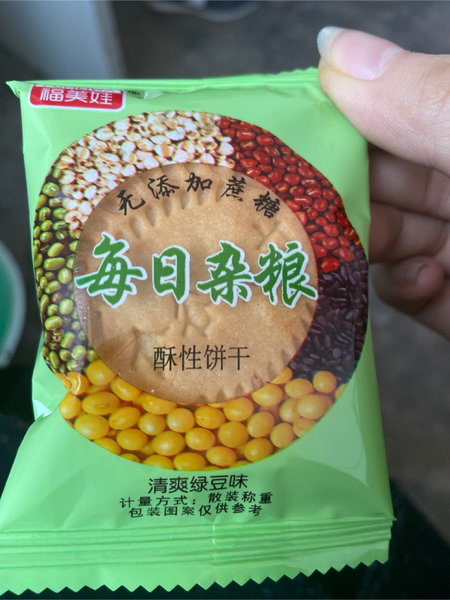 福美娃
无添加蔗糖
每日杂粮
酥性饼干
清爽绿豆味
计量方式：散装称重
包装图案仅供参考